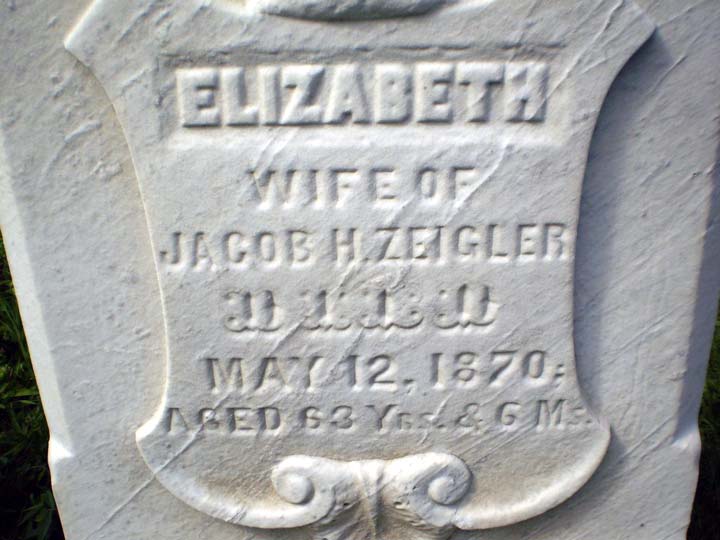 ELIZABETH
WIFE OF
JACOB H. ZEIGLER
DIED
MAY 12, 1870;
AGED 63 Yrs. & 6 Ms.